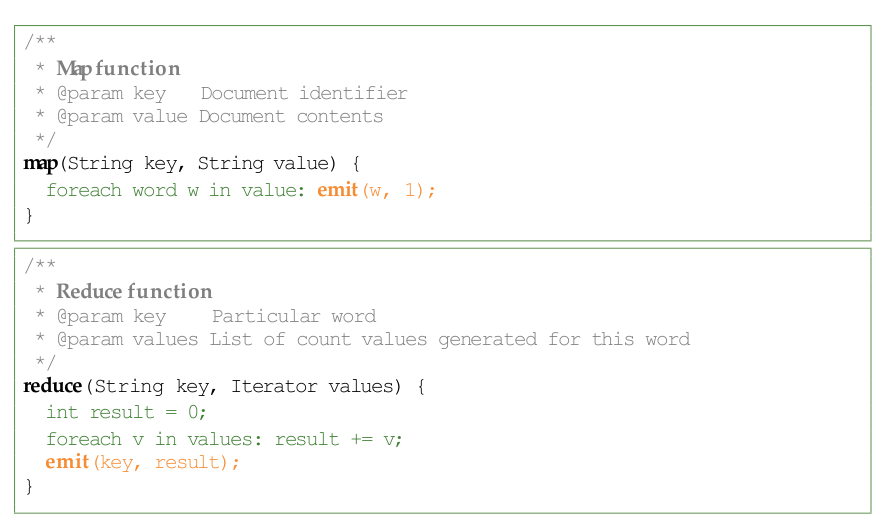 /**
 * Map function
 * @param key   Document identifier
 * @param value Document contents
 */
map(String key, String value) {
  foreach word w in value: emit(w, 1);
}
/**
 * Reduce function
 * @param key    Particular word
 * @param values List of count values generated for this word
 */
reduce(String key, Iterator values) {
  int result = 0;
  foreach v in values: result += v;
  emit(key, result);
}